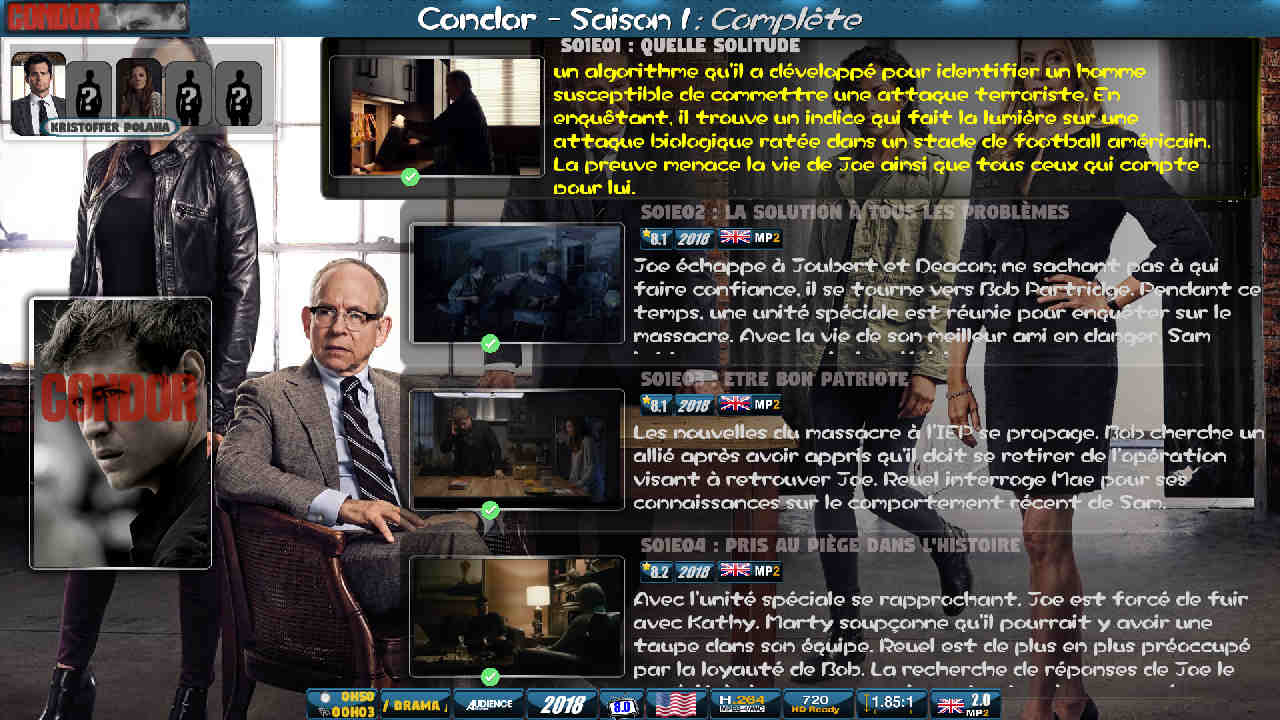 CONDOR
Condor - Saison 1 : Complète
KRISTOFFER POLAHA
S01E01 : QUELLE SOLITUDE
un algorithme qu'il a développé pour identifier un homme
susceptible de commettre une attaque terroriste. En
enquêtant, il trouve un indice qui fait la lumière sur une
attaque biologique ratée dans un stade de football américain.
La preuve menace la vie de Joe ainsi que tous ceux qui compte
pour lui.
S01E02 : LA SOLUTION À TOUS LES PROBLÈMES
8.1 2018 MP2
Joe échappe à Joubert et Deacon; ne sachant pas à qui
faire confiance, il se tourne vers Bob Partridge. Pendant ce
temps, une unité spéciale est réunie pour enquêter sur le
massacre. Avec la vie de son meilleur ami en danger, Sam
S01E03 : ETRE BON PATRIOTE
8.1 2018 MP2
Les nouvelles du massacre à l'IEP se propage. Bob cherche un
allié après avoir appris qu'il doit se retirer de l'opération
visant à retrouver Joe. Reuel interroge Mae pour ses
connaissances sur le comportement récent de Sam.
CONDOR
S01E04 : PRIS AU PIÈGE DANS L'HISTOIRE
8.2 2018 MP2
Avec l'unité spéciale se rapprochant, Joe est forcé de fuir
avec Kathy. Marty soupçonne qu'il pourrait y avoir une
taupe dans son équipe. Reuel est de plus en plus préoccupé
par la loyauté de Bob. La recherche de réponses de Joe le
0H50
00H03
/ DRAMA /
AUDIENCE
2018
8.0
H.264
MPEG-4/AVC
720
HD Ready
1.85:1
2.0
MP2